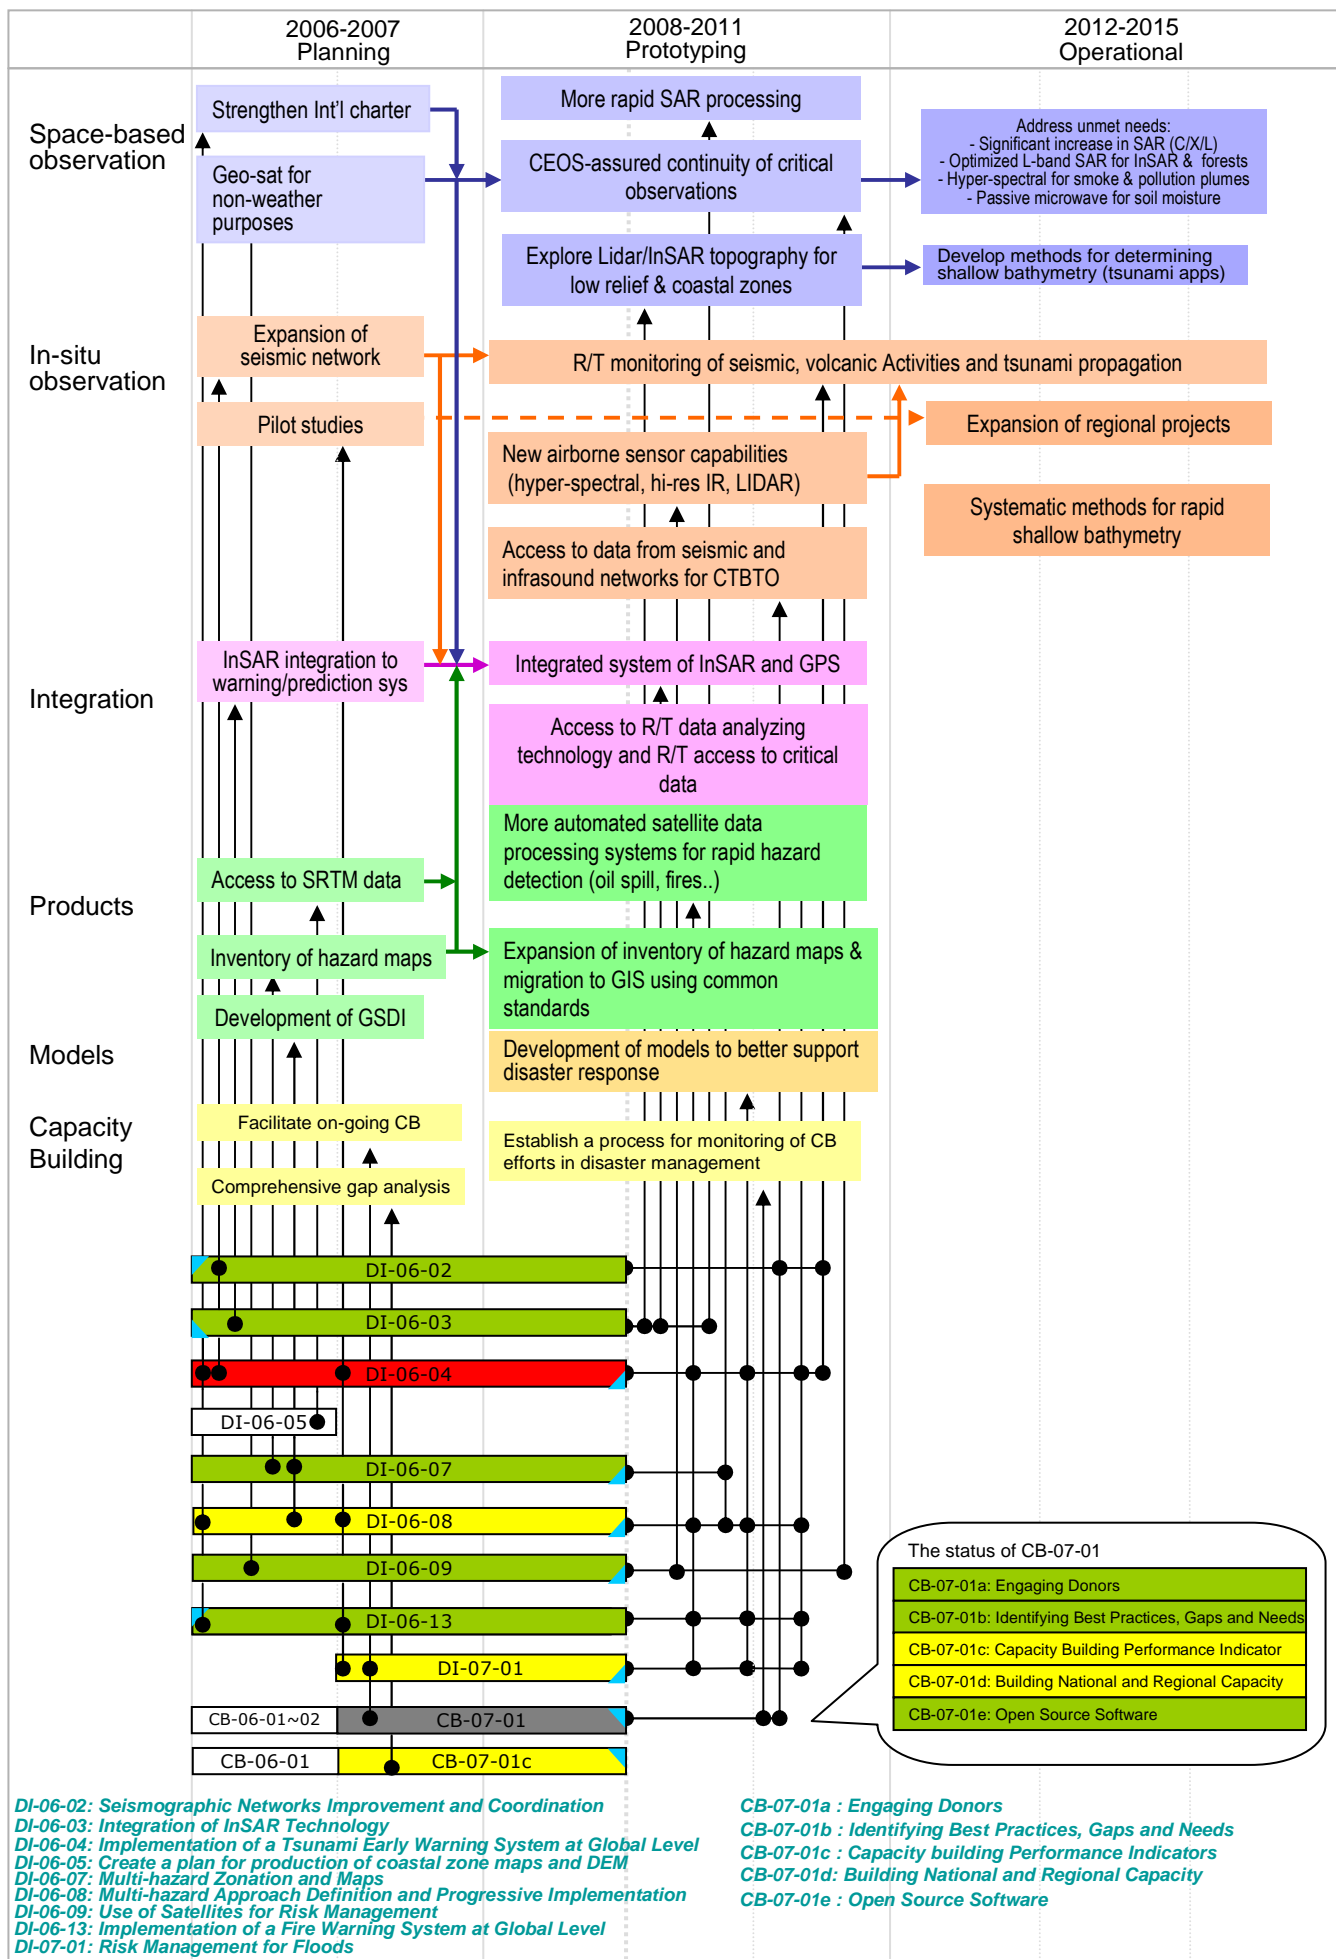 2006-2007
Planning
2008-2011
Prototyping
2012-2015
Operational
Space-based
observation
Strengthen Int'l charter
Geo-sat for
non-weather
purposes
More rapid SAR processing
CEOS-assured continuity of critical
observations
Explore Lidar/InSAR topography for
low relief & coastal zones
Address unmet needs:
- Significant increase in SAR (C/X/L)
- Optimized L-band SAR for InSAR & forests
- Hyper-spectral for smoke & pollution plumes
- Passive microwave for soil moisture
Develop methods for determining
shallow bathymetry (tsunami apps)
In-situ
observation
Expansion of
seismic network
Pilot studies
R/T monitoring of seismic, volcanic Activities and tsunami propagation
New airborne sensor capabilities
(hyper-spectral, hi-res IR, LIDAR)
Access to data from seismic and
infrasound networks for CTBTO
Expansion of regional projects
Systematic methods for rapid
shallow bathymetry
Integration
InSAR integration to
warning/prediction sys
Integrated system of InSAR and GPS
Access to R/T data analyzing
technology and R/T access to critical
data
Products
Access to SRTM data
Inventory of hazard maps
Development of GSDI
More automated satellite data
processing systems for rapid hazard
detection (oil spill, fires..)
Expansion of inventory of hazard maps &
migration to GIS using common
standards
Models
Development of models to better support
disaster response
Capacity
Building
Facilitate on-going CB
Comprehensive gap analysis
Establish a process for monitoring of CB
efforts in disaster management
DI-06-02
DI-06-03
DI-06-04
DI-06-05
DI-06-07
DI-06-08
DI-06-09
DI-06-13
DI-07-01
CB-06-01~02
CB-07-01
CB-06-01
CB-07-01c
The status of CB-07-01
CB-07-01a: Engaging Donors
CB-07-01b: Identifying Best Practices, Gaps and Needs
CB-07-01c: Capacity Building Performance Indicator
CB-07-01d: Building National and Regional Capacity
CB-07-01e: Open Source Software
DI-06-02: Seismographic Networks Improvement and Coordination
DI-06-03: Integration of InSAR Technology
DI-06-04: Implementation of a Tsunami Early Warning System at Global Level
DI-06-05: Create a plan for production of coastal zone maps and DEM
DI-06-07: Multi-hazard Zonation and Maps
DI-06-08: Multi-hazard Approach Definition and Progressive Implementation
DI-06-09: Use of Satellites for Risk Management
DI-06-13: Implementation of a Fire Warning System at Global Level
DI-07-01: Risk Management for Floods
CB-07-01a : Engaging Donors
CB-07-01b : Identifying Best Practices, Gaps and Needs
CB-07-01c : Capacity building Performance Indicators
CB-07-01d: Building National and Regional Capacity
CB-07-01e : Open Source Software